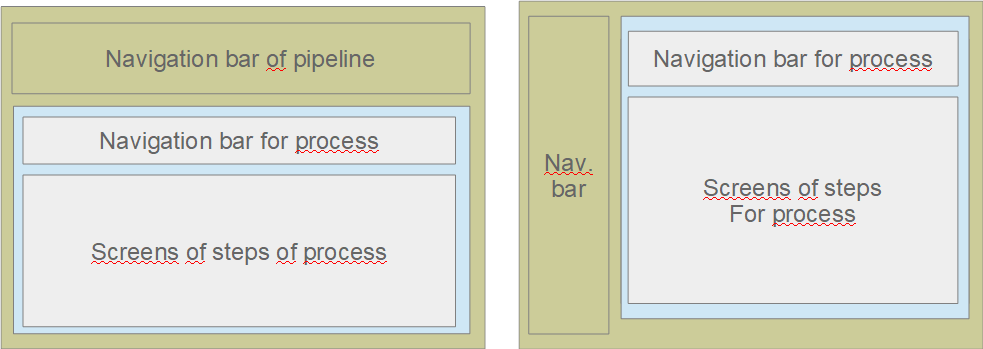 Navigation bar of pipeline
Navigation bar for process
Screens of steps of process
Nav.
bar
Navigation bar for process
Screens of steps
For process